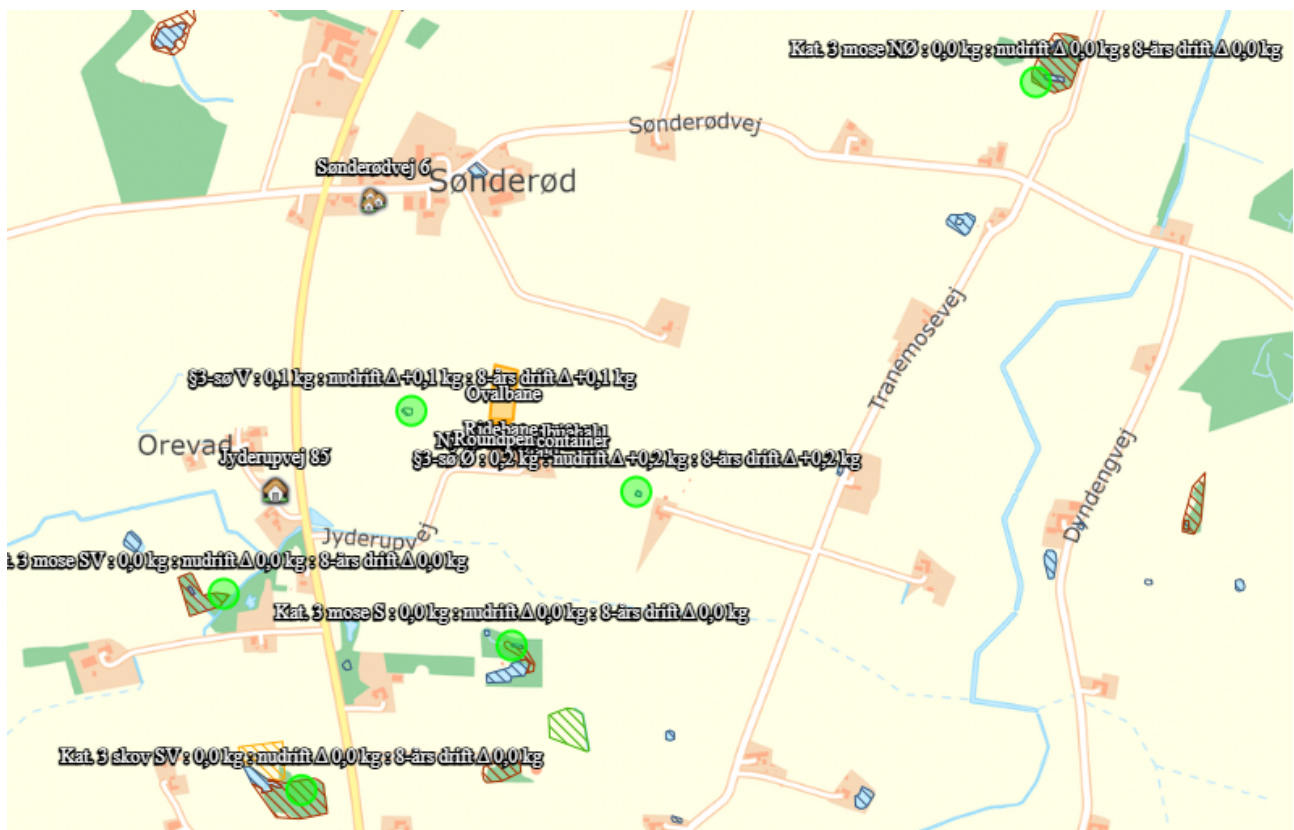 Kat. 3 mose NØ : 0,0 kg : nudrift Δ 0,0 kg : 8-års drift Δ 0,0 kg
Sønderødvej
Sønderødvej 6
Sønderød
Tranemosevej
§3-sø V : 0,1 kg : nudrift Δ +0,1 kg : 8-års drift Δ +0,1 kg
Ovalbane
Ridebane
Roundpen
container
Orevad
Jyderupvej 85
§3-sø Ø : 0,2 kg : nudrift Δ +0,2 kg : 8-års drift Δ +0,2 kg
Dyndengvej
Jyderupvej
3 mose SV : 0,0 kg : nudrift Δ 0,0 kg : 8-års drift Δ 0,0 kg
Kat. 3 mose S : 0,0 kg : nudrift Δ 0,0 kg : 8-års drift Δ 0,0 kg
Kat. 3 skov SV : 0,0 kg : nudrift Δ 0,0 kg : 8-års drift Δ 0,0 kg